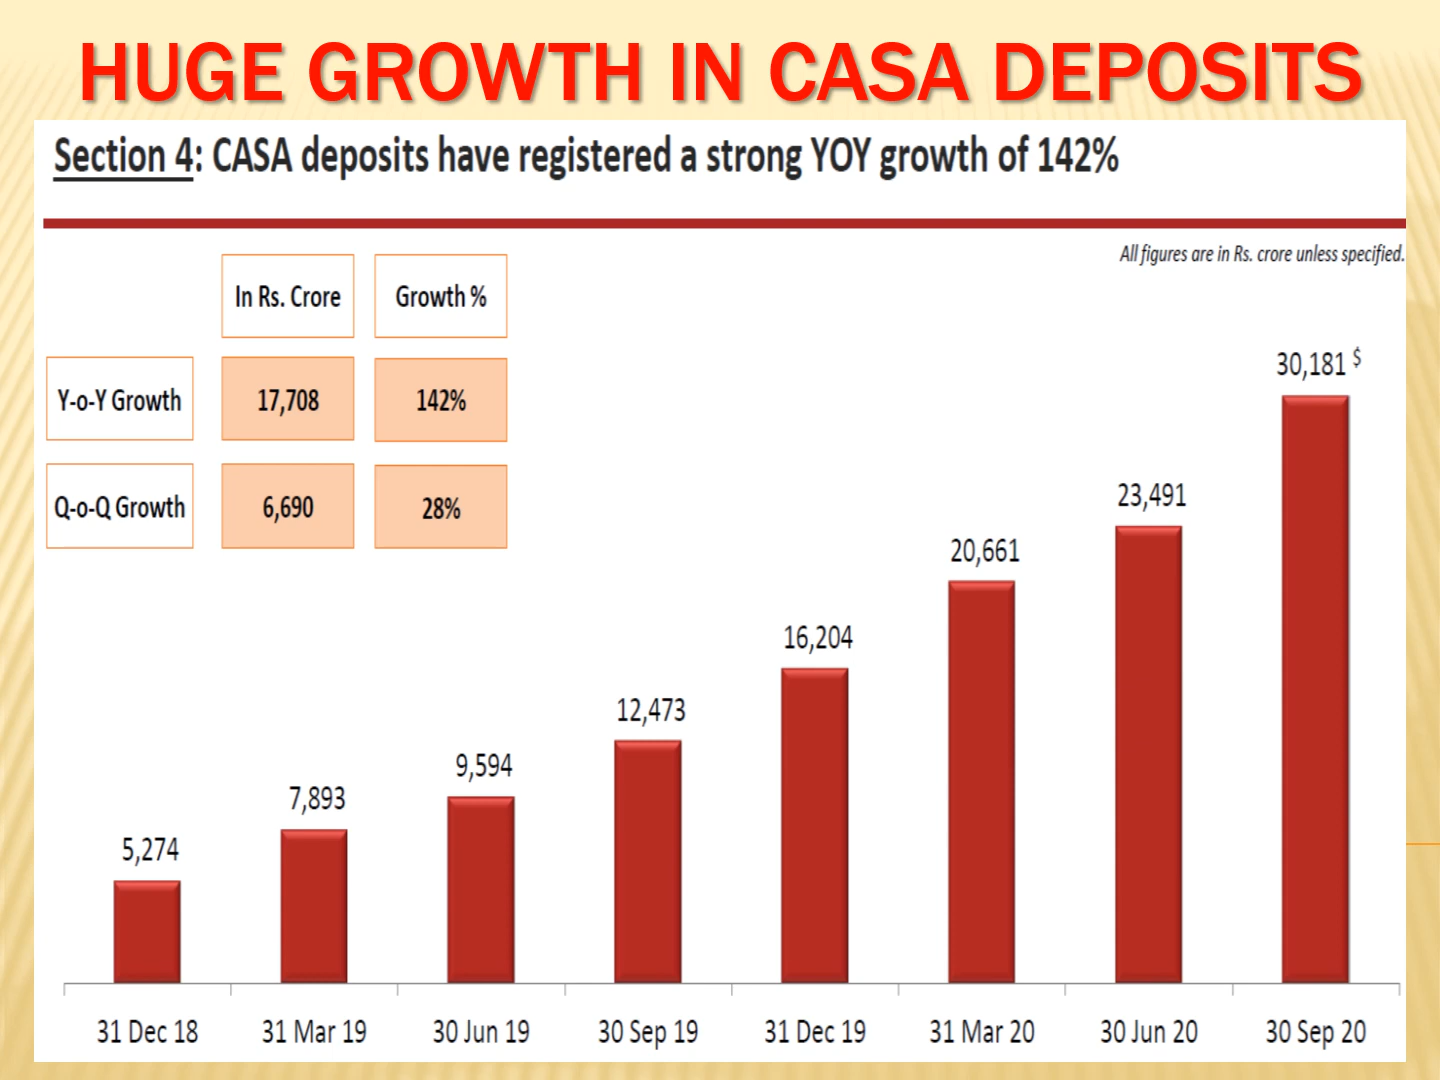 HUGE GROWTH IN CASA DEPOSITS
Section 4: CASA deposits have registered a strong YOY growth of 142%
All figures are in Rs. crore unless specified.
In Rs. Crore Growth %
Y-o-Y Growth 17,708 142%
Q-o-Q Growth 6,690 28%
30,181 $
23,491
20,661
16,204
12,473
9,594
7,893
5,274
31 Dec 18 31 Mar 19 30 Jun 19 30 Sep 19 31 Dec 19 31 Mar 20 30 Jun 20 30 Sep 20